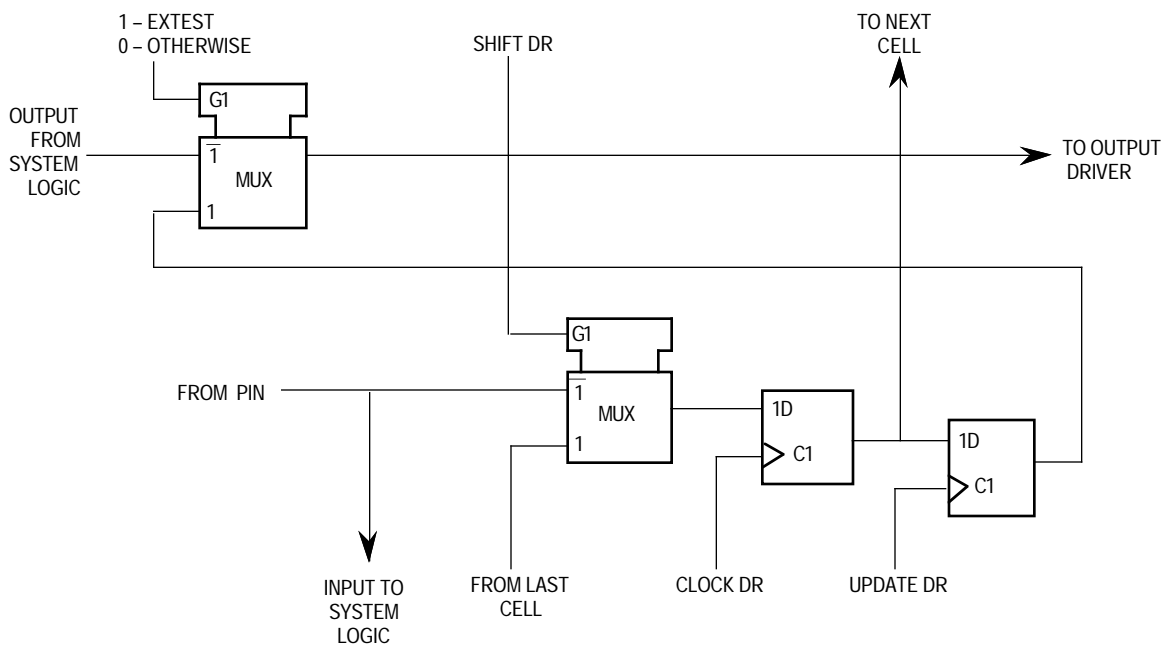 1 – EXTEST
0 – OTHERWISE
SHIFT DR
TO NEXT
CELL
G1
OUTPUT
FROM
SYSTEM
LOGIC
1
MUX
1
TO OUTPUT
DRIVER
G1
FROM PIN
1
MUX
1
1D
C1
1D
C1
INPUT TO
SYSTEM
LOGIC
FROM LAST
CELL
CLOCK DR
UPDATE DR